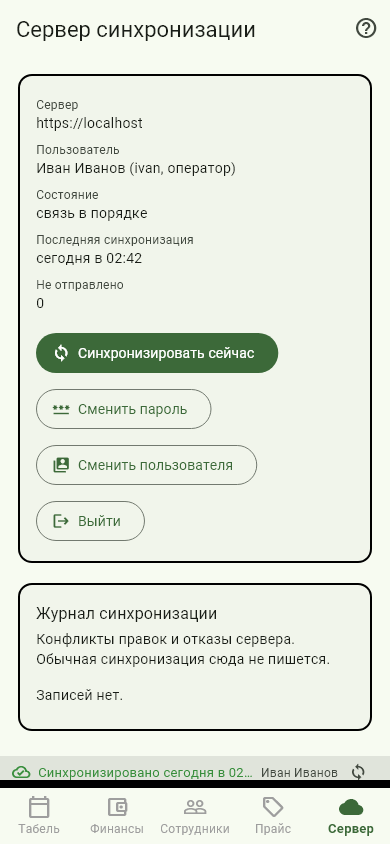 Сервер синхронизации
Сервер
https://localhost
Пользователь
Иван Иванов (ivan, оператор)
Состояние
связь в порядке
Последняя синхронизация
сегодня в 02:42
Не отправлено
0
Синхронизировать сейчас
Сменить пароль
Сменить пользователя
Выйти
Журнал синхронизации
Конфликты правок и отказы сервера.
Обычная синхронизация сюда не пишется.
Записей нет.
Синхронизировано сегодня в 02… Иван Иванов
Табель Финансы Сотрудники Прайс Сервер